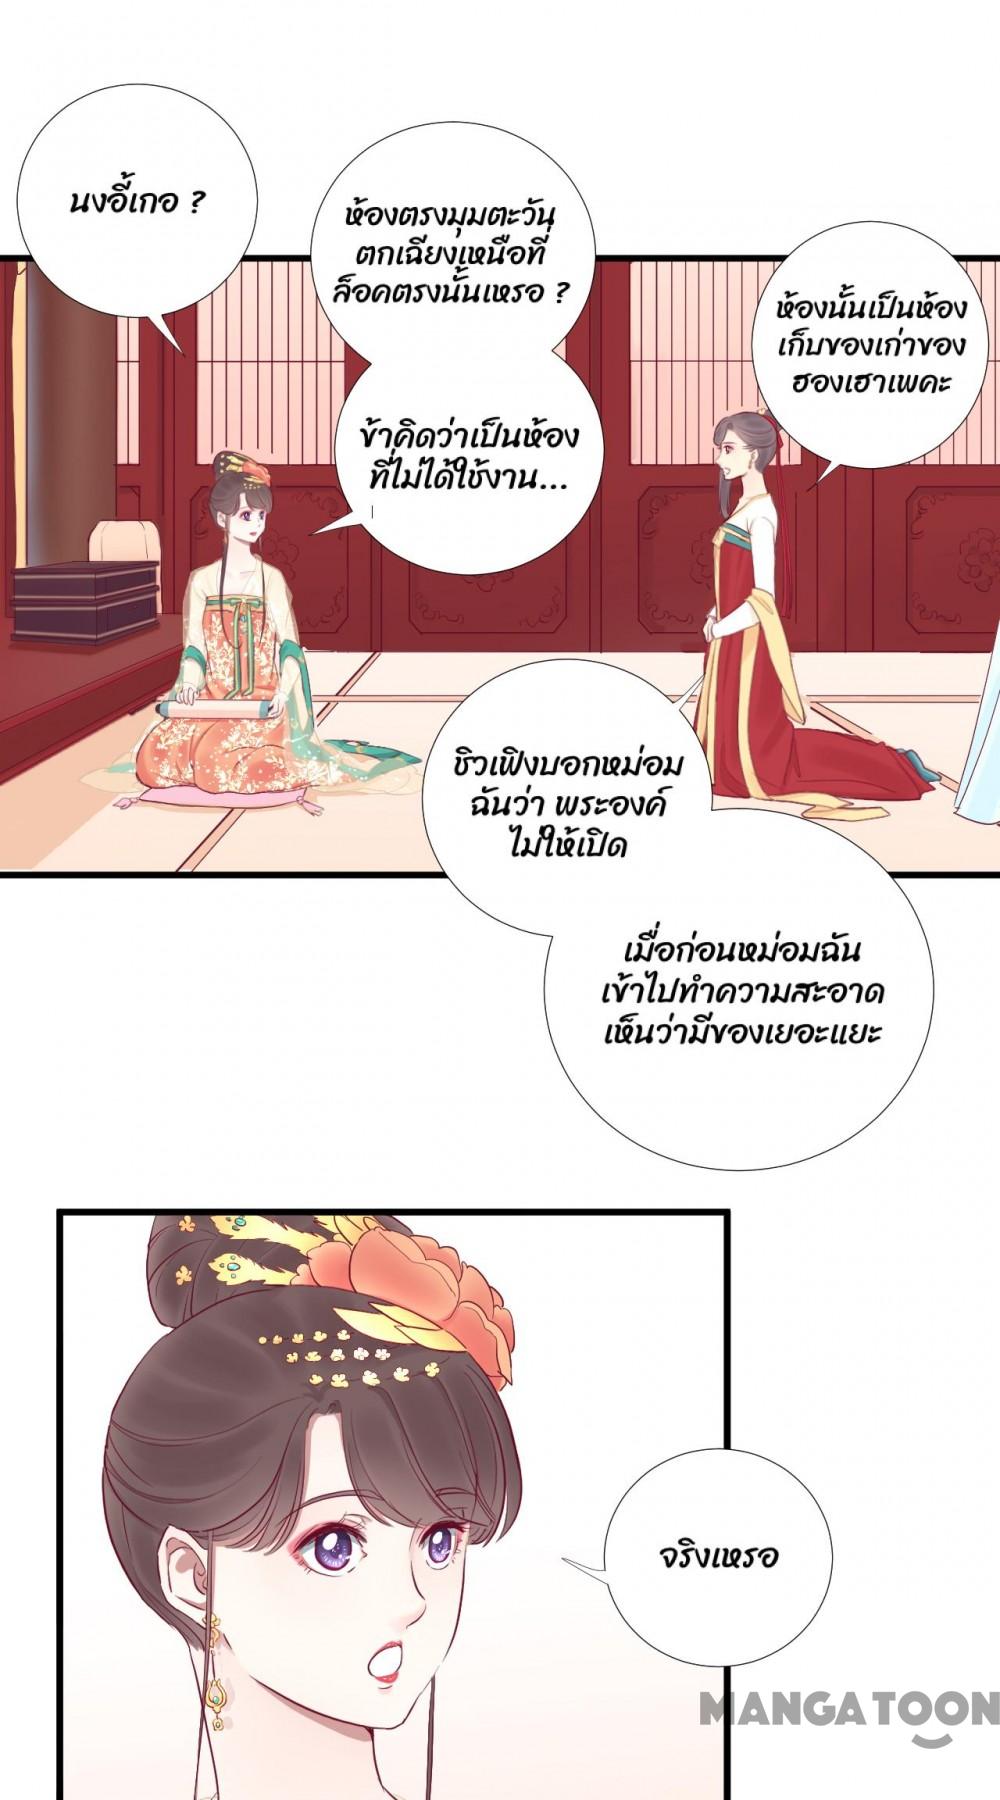 นงอี้เกอ ?
ห้องตรงมุมตะวัน
ตกเฉียงเหนือที่
ล็อคตรงนั้นเหรอ ?
ข้าคิดว่าเป็นห้อง
ที่ไม่ได้ใช้งาน...
ห้องนั้นเป็นห้อง
เก็บของเก่าของ
ฮองเฮาเพคะ
ชิวเฟิงบอกหม่อม
ฉันว่า พระองค์
ไม่ให้เปิด
เมื่อก่อนหม่อมฉัน
เข้าไปทำความสะอาด
เห็นว่ามีของเยอะแยะ
จริงเหรอ
MANGATOON